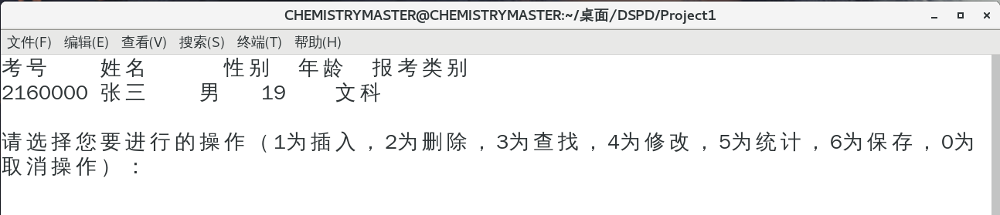 CHEMISTRYMASTER@CHEMISTRYMASTER:~/桌面/DSPD/Project1
文件(F) 编辑(E) 查看(V) 搜索(S) 终端(T) 帮助(H)
考号 姓名 性别 年龄 报考类别
2160000 张三 男 19 文科
请选择您要进行的操作（1为插入，2为删除，3为查找，4为修改，5为统计，6为保存，0为
取消操作）：